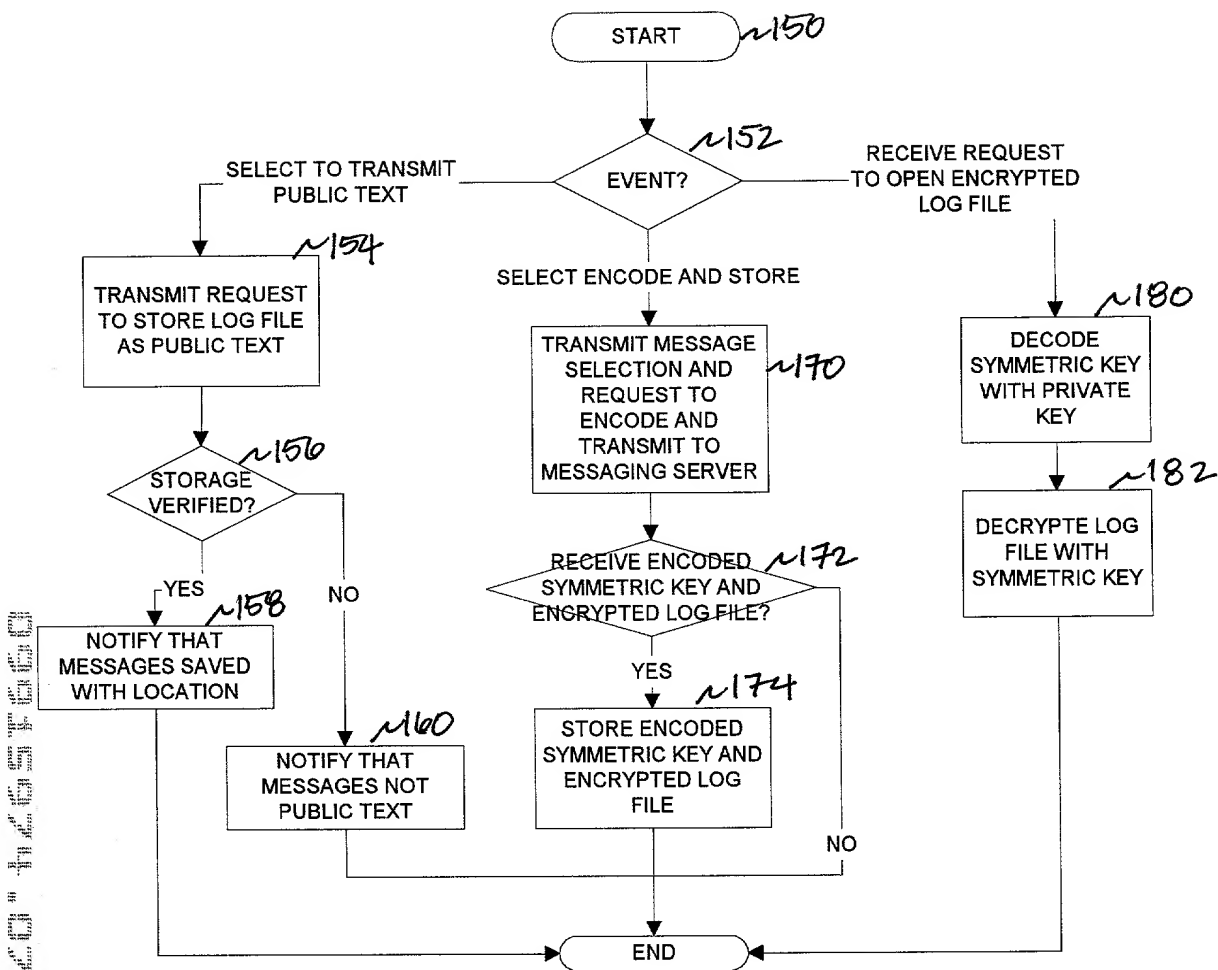 START
~150
~152
EVENT?
SELECT TO TRANSMIT
PUBLIC TEXT
RECEIVE REQUEST
TO OPEN ENCRYPTED
LOG FILE
~154
TRANSMIT REQUEST
TO STORE LOG FILE
AS PUBLIC TEXT
~156
STORAGE
VERIFIED?
YES
NO
~158
NOTIFY THAT
MESSAGES SAVED
WITH LOCATION
~160
NOTIFY THAT
MESSAGES NOT
PUBLIC TEXT
SELECT ENCODE AND STORE
~170
TRANSMIT MESSAGE
SELECTION AND
REQUEST TO
ENCODE AND
TRANSMIT TO
MESSAGING SERVER
~172
RECEIVE ENCODED
SYMMETRIC KEY AND
ENCRYPTED LOG FILE?
YES
NO
~174
STORE ENCODED
SYMMETRIC KEY AND
ENCRYPTED LOG
FILE
~180
DECODE
SYMMETRIC KEY
WITH PRIVATE
KEY
~182
DECRYPTE LOG
FILE WITH
SYMMETRIC KEY
END